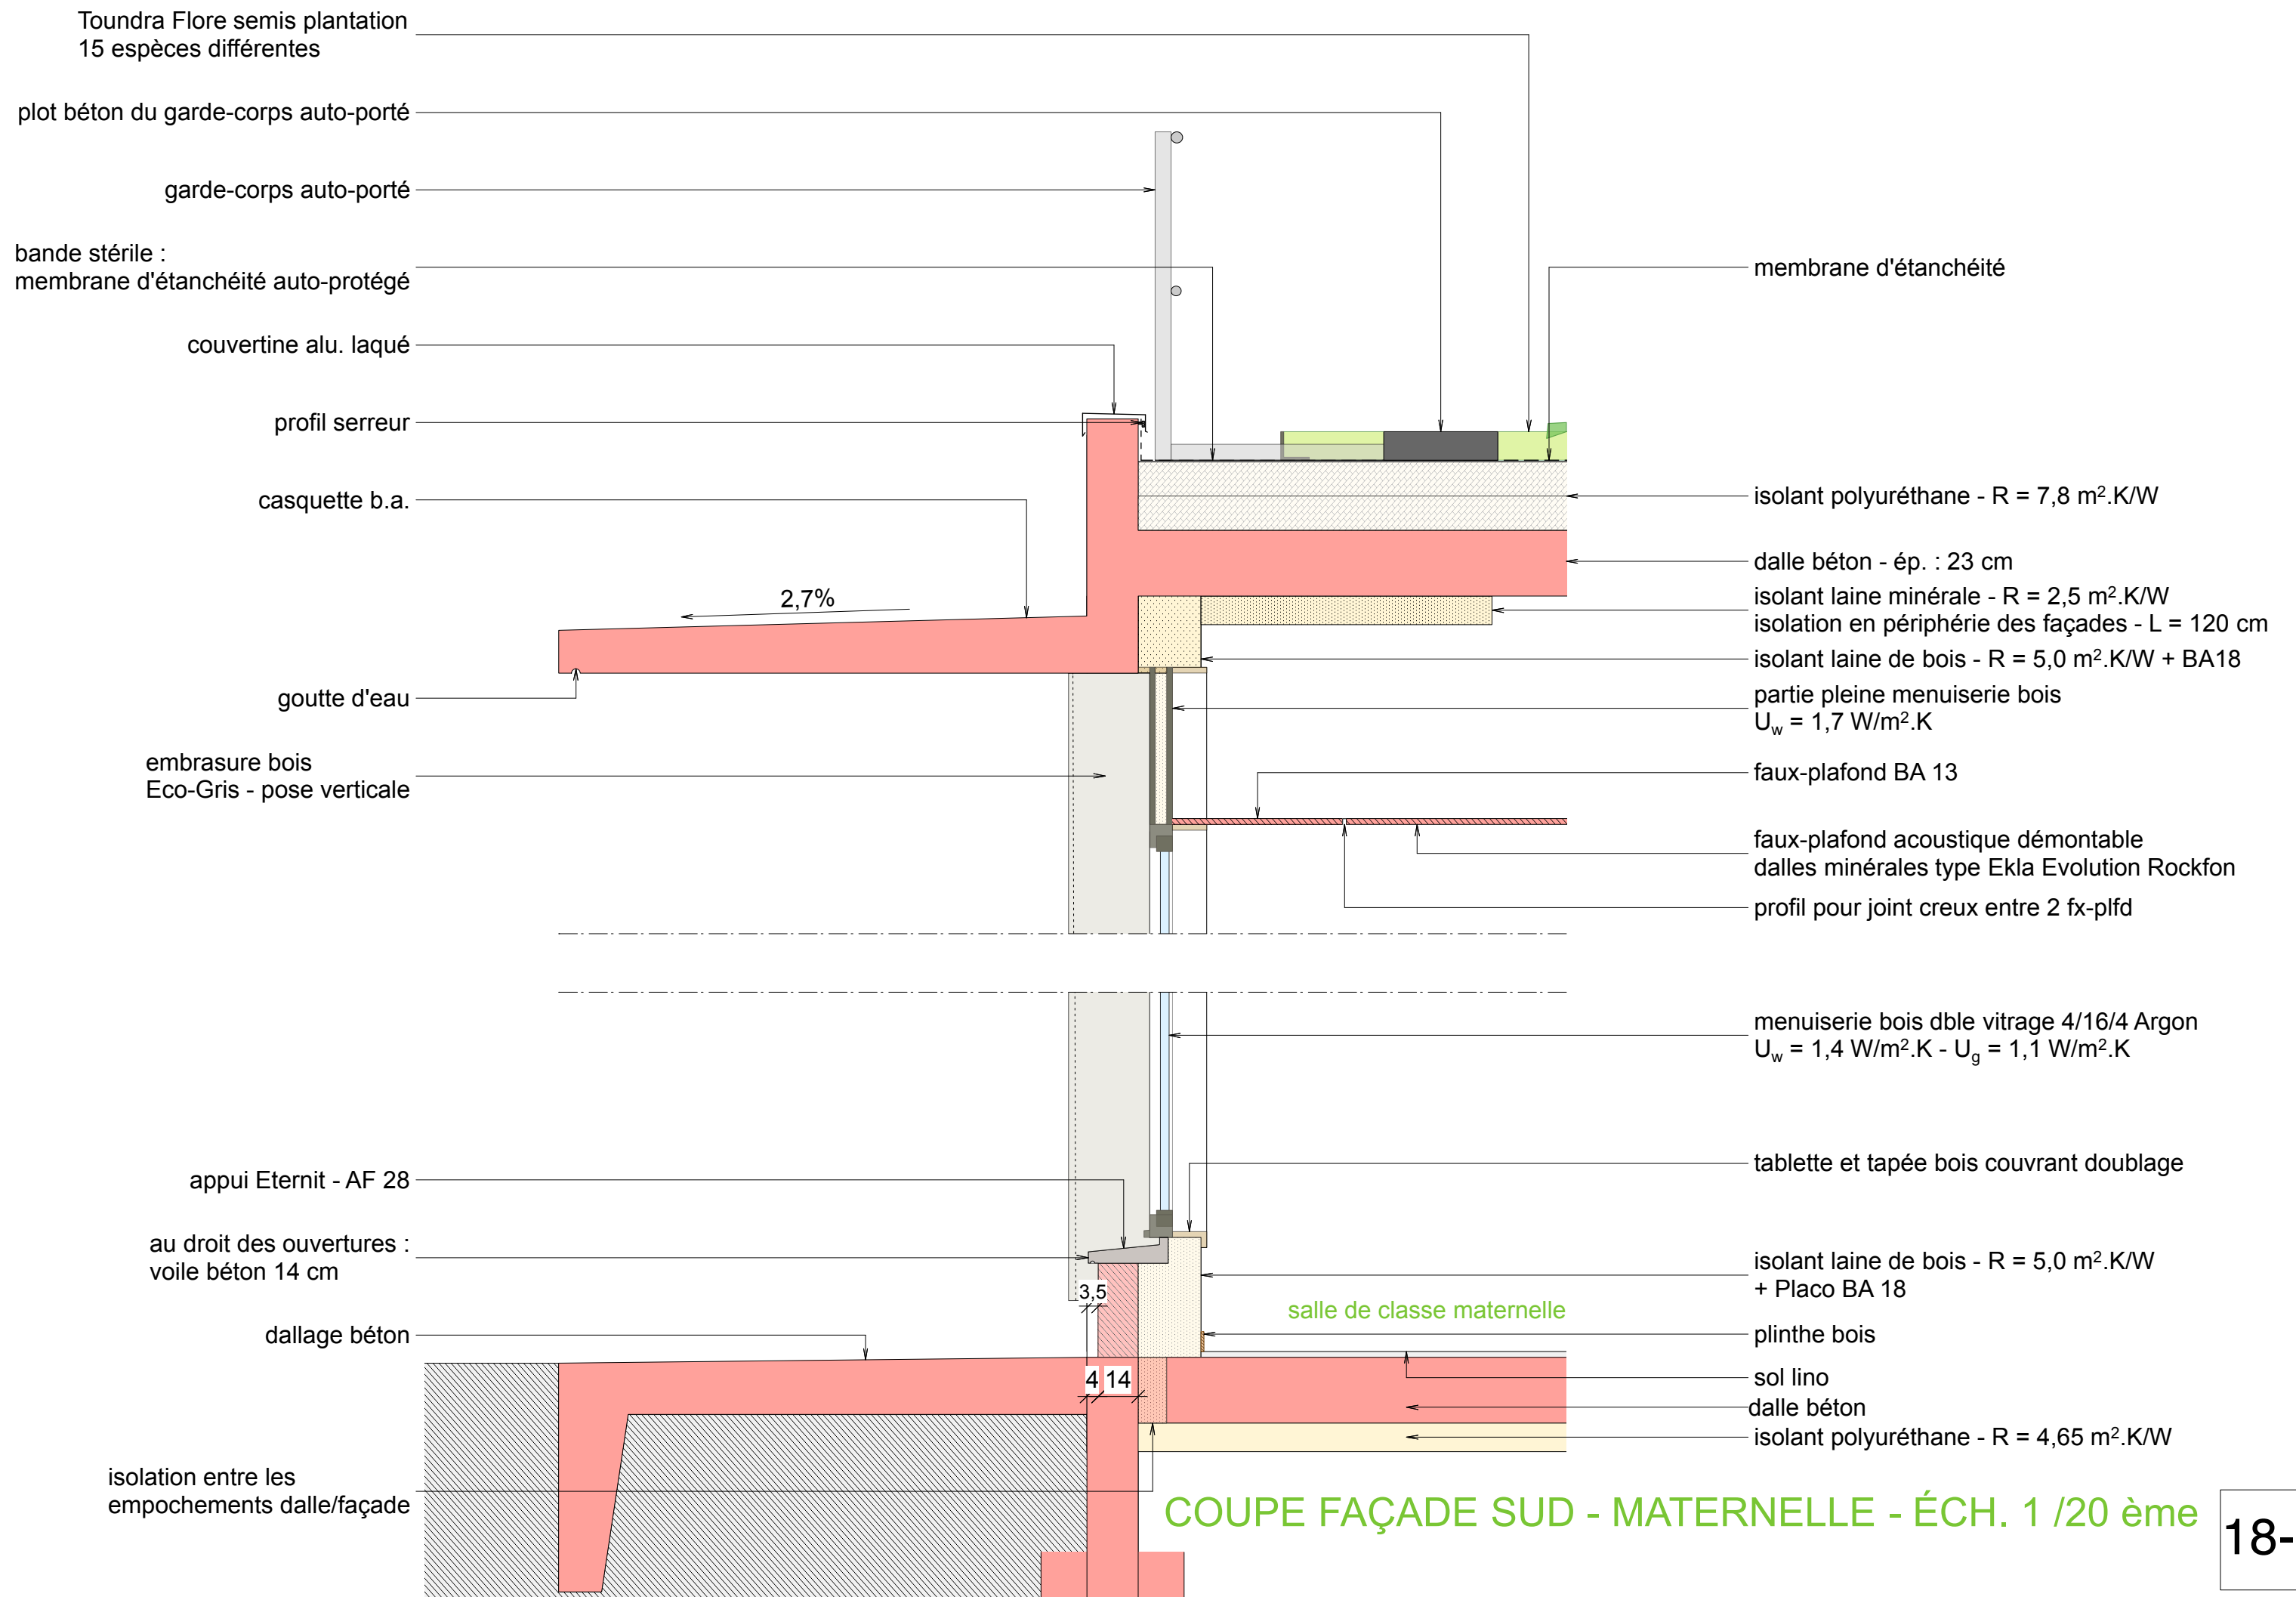 Toundra Flore semis plantation
15 espèces différentes
plot béton du garde-corps auto-porté
garde-corps auto-porté
bande stérile :
membrane d'étanchéité auto-protégé
couvertine alu. laqué
profil serreur
casquette b.a.
2,7%
goutte d'eau
embrasure bois
Eco-Gris - pose verticale
appui Eternit - AF 28
au droit des ouvertures :
voile béton 14 cm
dallage béton
isolation entre les
empochements dalle/façade
3,5
4
14
membrane d'étanchéité
isolant polyuréthane - R = 7,8 m².K/W
dalle béton - ép. : 23 cm
isolant laine minérale - R = 2,5 m².K/W
isolation en périphérie des façades - L = 120 cm
isolant laine de bois - R = 5,0 m².K/W + BA18
partie pleine menuiserie bois
Uw = 1,7 W/m².K
faux-plafond BA 13
faux-plafond acoustique démontable
dalles minérales type Ekla Evolution Rockfon
profil pour joint creux entre 2 fx-plfd
menuiserie bois dble vitrage 4/16/4 Argon
Uw = 1,4 W/m².K - Ug = 1,1 W/m².K
tablette et tapée bois couvrant doublage
isolant laine de bois - R = 5,0 m².K/W
+ Placo BA 18
salle de classe maternelle
plinthe bois
sol lino
dalle béton
isolant polyuréthane - R = 4,65 m².K/W
COUPE FAÇADE SUD - MATERNELLE - ÉCH. 1 /20 ème
18-